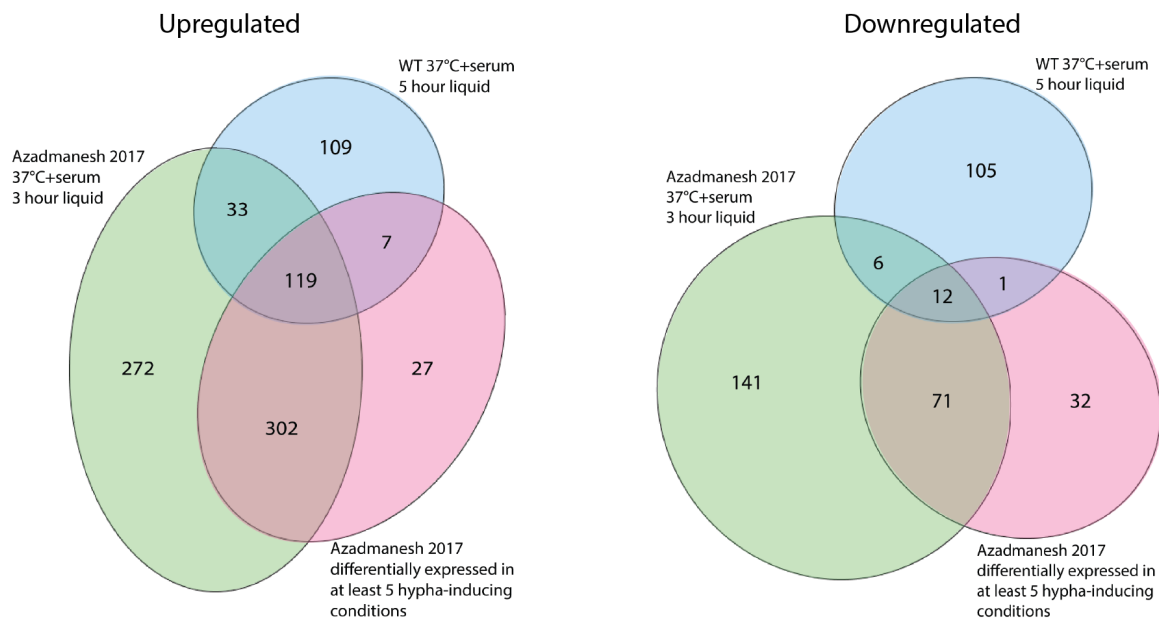 Upregulated
WT 37°C+serum
5 hour liquid
Azadmanesh 2017
37°C+serum
3 hour liquid
109
33
7
119
272
27
302
Azadmanesh 2017
differentially expressed in
at least 5 hypha-inducing
conditions
Downregulated
WT 37°C+serum
5 hour liquid
Azadmanesh 2017
37°C+serum
3 hour liquid
105
6
12
1
141
71
32
Azadmanesh 2017
differentially expressed in
at least 5 hypha-inducing
conditions